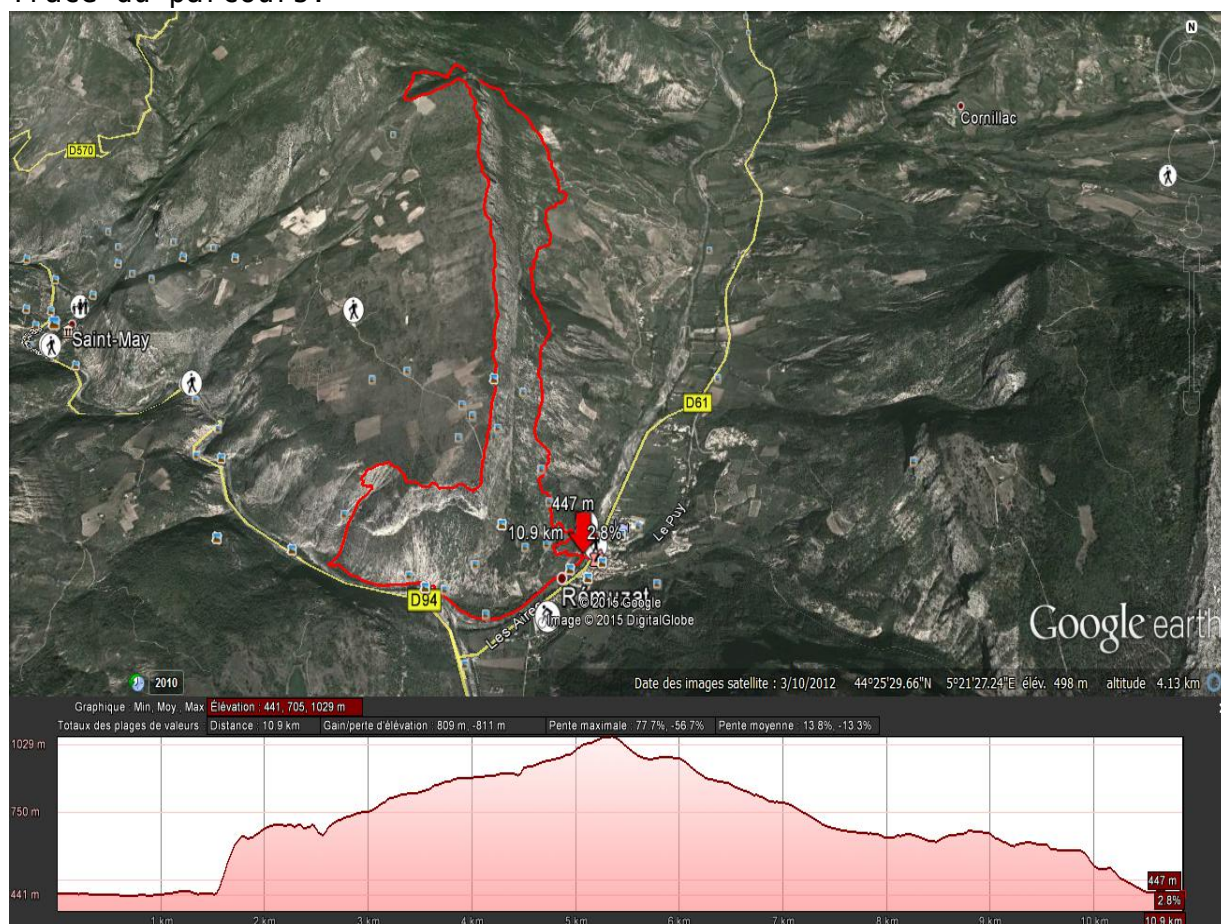 Tracé du parcours:
N
Cornillac
D570
Saint-May
D61
447 m
10.9 km 2.8%
Le Puy
D94
Rémuzat
Les Aires
© 2015 Google
Image © 2015 DigitalGlobe
Google earth
2010
Date des images satellite : 3/10/2012 44°25'29.66"N 5°21'27.24"E élév. 498 m altitude 4.13 km
Graphique : Min, Moy, Max Élévation : 441, 705, 1029 m
Totaux des plages de valeurs Distance : 10.9 km Gain/perte d'élévation : 809 m, -811 m Pente maximale : 77.7%, -56.7% Pente moyenne : 13.8%, -13.3%
1029 m
750 m
441 m
447 m
2.8%
1 km 2 km 3 km 4 km 5 km 6 km 7 km 8 km 9 km 10 km 10.9 km